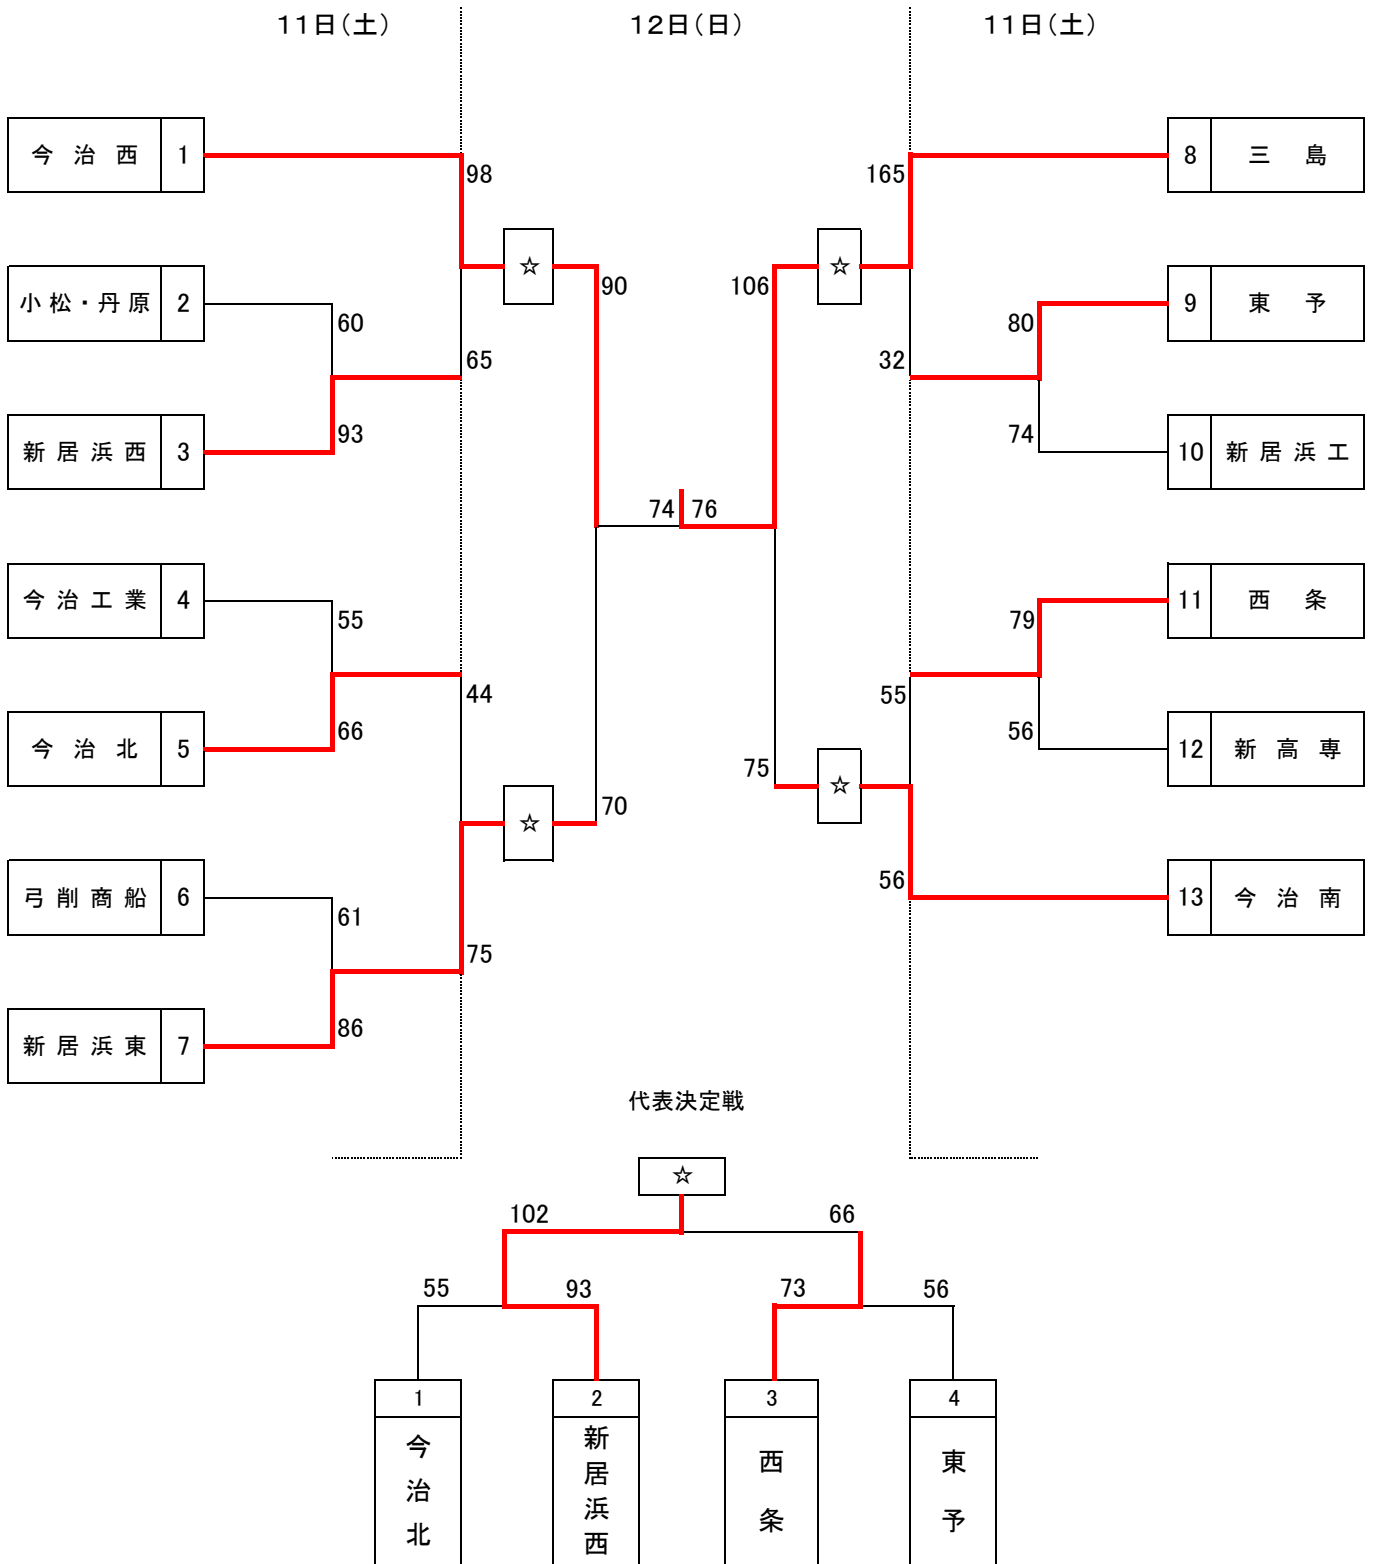 11日(土)
12日(日)
11日(土)
今治西 1
98
165
8 三島
☆
☆
90
106
小松・丹原 2
60
65
32
80
9 東予
新居浜西 3
93
74
10 新居浜工
74 76
今治工業 4
55
44
55
79
11 西条
今治北 5
66
56
12 新高専
75
☆
☆
70
弓削商船 6
61
75
56
13 今治南
新居浜東 7
86
代表決定戦
☆
102
66
55
93
73
56
1
2
3
4
今治北
新居浜西
西条
東予